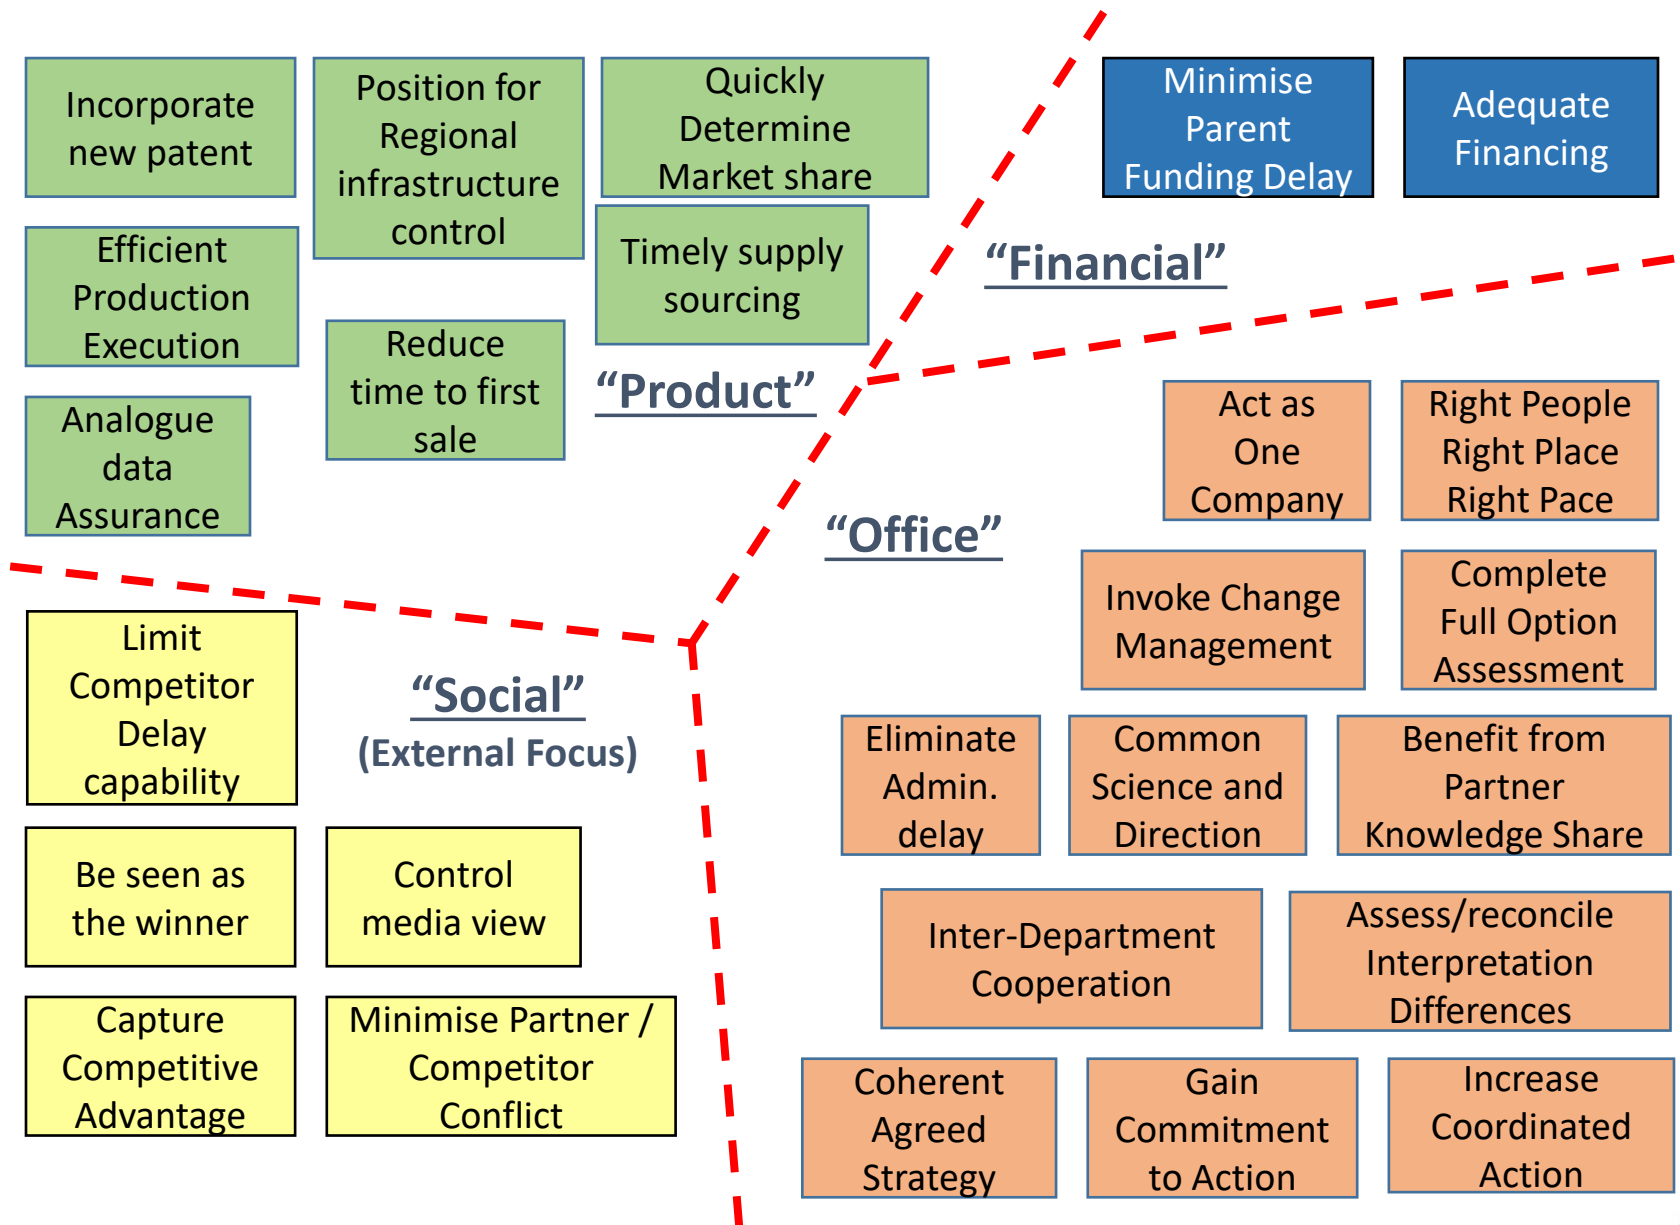 Incorporate
new patent
Position for
Regional
infrastructure
control
Quickly
Determine
Market share
Efficient
Production
Execution
Timely supply
sourcing
Reduce
time to first
sale
Analogue
data
Assurance
“Product”
Minimise
Parent
Funding Delay
Adequate
Financing
“Financial”
“Office”
Act as
One
Company
Right People
Right Place
Right Pace
Invoke Change
Management
Complete
Full Option
Assessment
Eliminate
Admin.
delay
Common
Science and
Direction
Benefit from
Partner
Knowledge Share
Inter-Department
Cooperation
Assess/reconcile
Interpretation
Differences
Coherent
Agreed
Strategy
Gain
Commitment
to Action
Increase
Coordinated
Action
Limit
Competitor
Delay
capability
“Social”
(External Focus)
Be seen as
the winner
Control
media view
Capture
Competitive
Advantage
Minimise Partner /
Competitor
Conflict